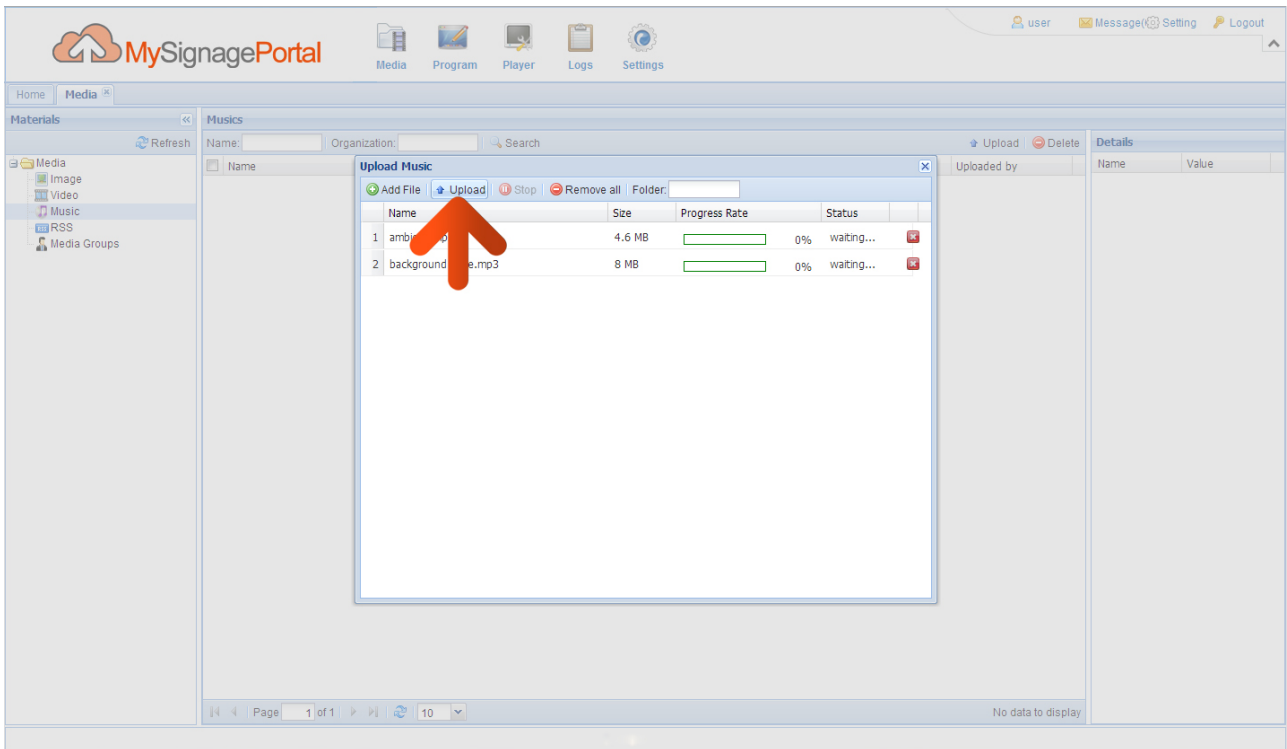 user Message( Setting Logout
MySignagePortal
Media Program Player Logs Settings
Home Media
Materials
Refresh
Media
Image
Video
Music
RSS
Media Groups
Musics
Name: Organization: Search Upload Delete
Name Uploaded by
Details
Name Value
Upload Music
Add File Upload Stop Remove all Folder:
Name Size Progress Rate Status
1 4.6 MB 0% waiting...
2 background .mp3 8 MB 0% waiting...
Page 1 of 1 10 No data to display